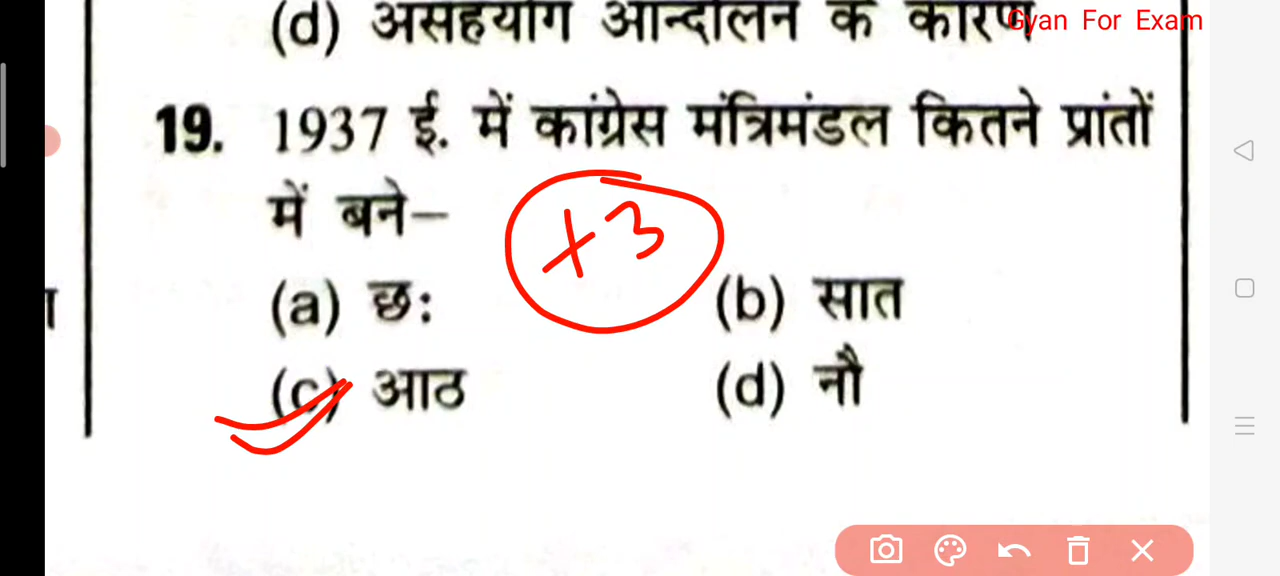 (d) असहयोग आन्दोलन के कारण
Gyan For Exam
19. 1937 ई. में कांग्रेस मंत्रिमंडल कितने प्रांतों
में बने–
×3
(a) छः (b) सात
(c) आठ (d) नौ